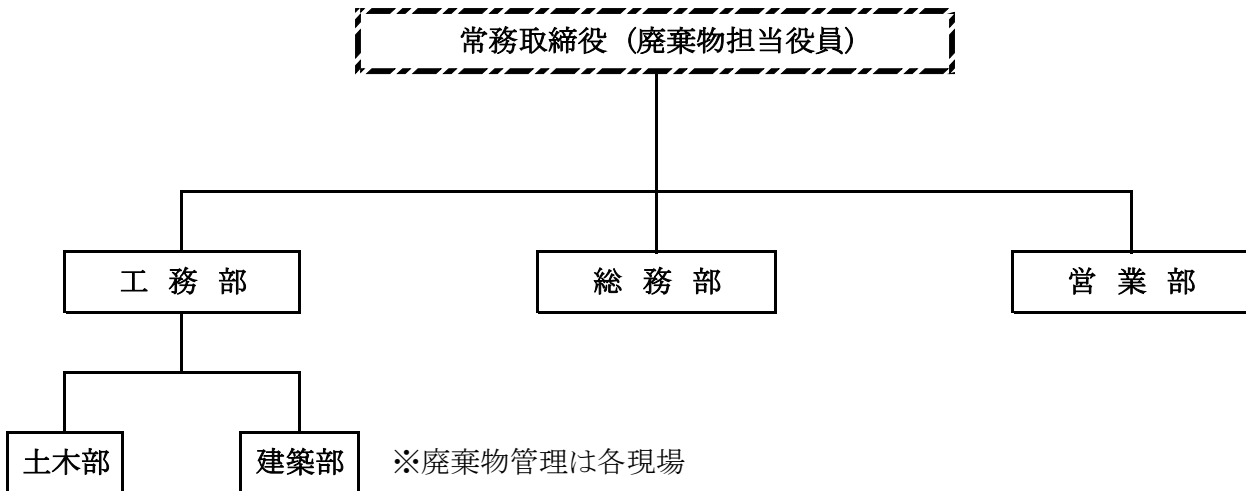 常務取締役（廃棄物担当役員）
工 務 部
総 務 部
営 業 部
土木部
建築部
※廃棄物管理は各現場